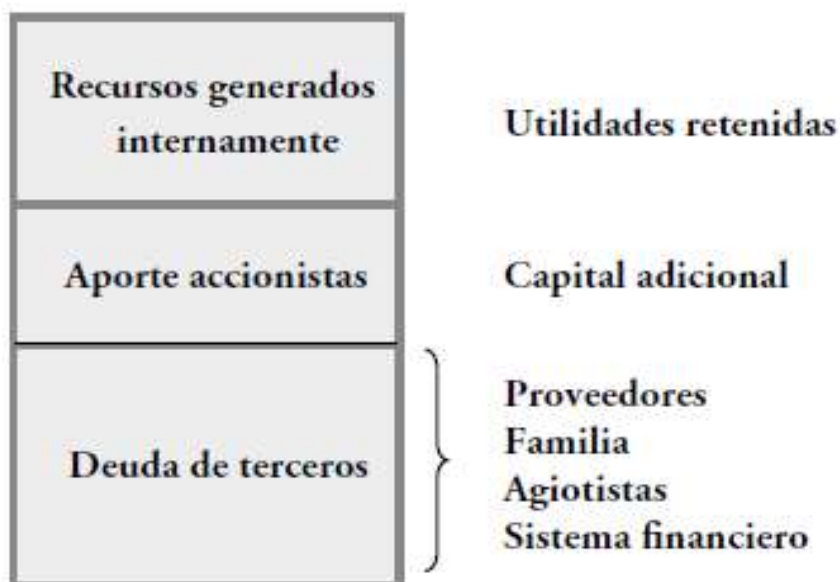 Recursos generados
internamente
Utilidades retenidas
Aporte accionistas
Capital adicional
Deuda de terceros
Proveedores
Familia
Agiotistas
Sistema financiero